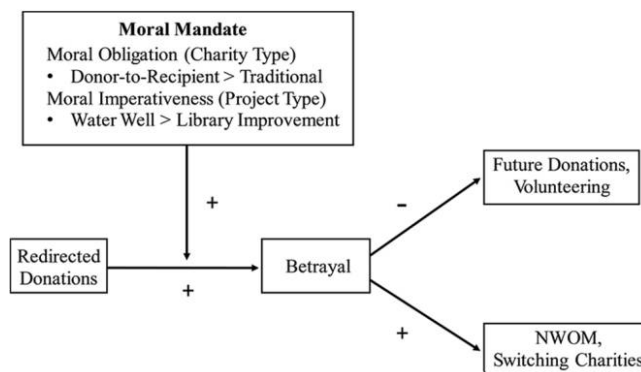 Moral Mandate
Moral Obligation (Charity Type)
• Donor-to-Recipient > Traditional
Moral Imperativeness (Project Type)
• Water Well > Library Improvement
+
Redirected
Donations
+
Betrayal
-
Future Donations,
Volunteering
+
NWOM,
Switching Charities